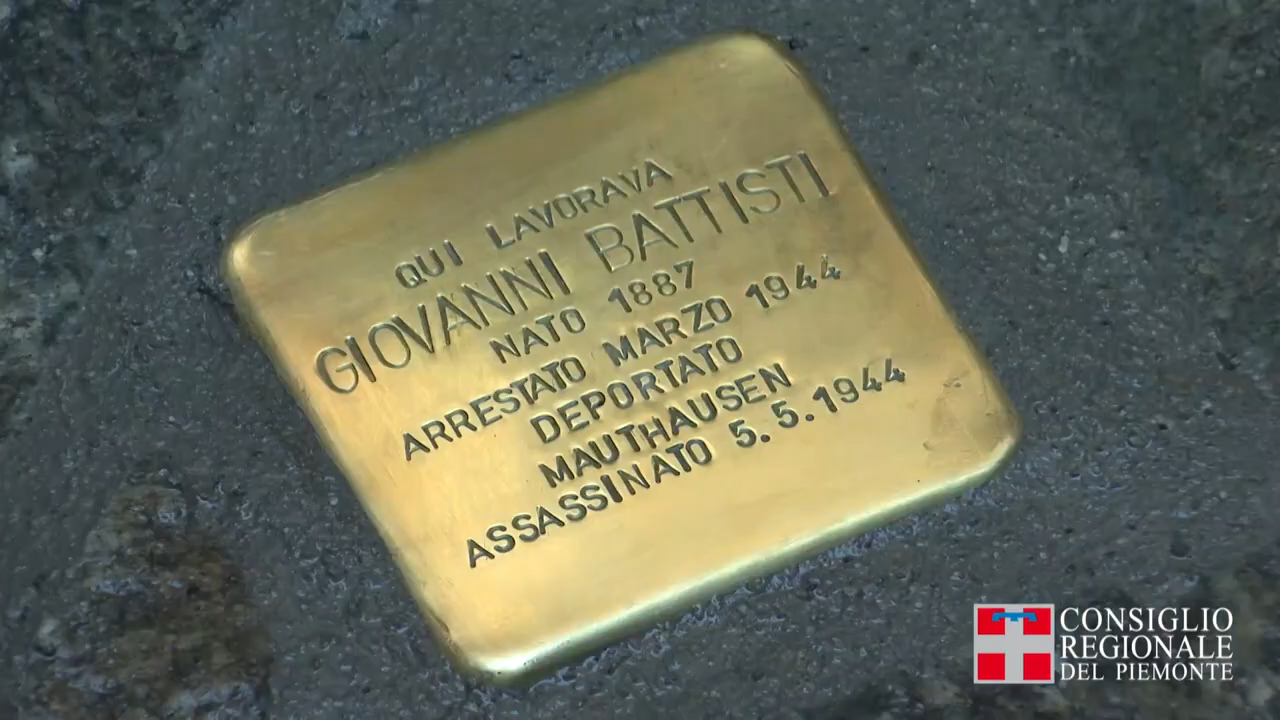 QUI LAVORAVA
GIOVANNI BATTISTI
NATO 1887
ARRESTATO MARZO 1944
DEPORTATO
MAUTHAUSEN
ASSASSINATO 5.5.1944
CONSIGLIO
REGIONALE
DEL PIEMONTE